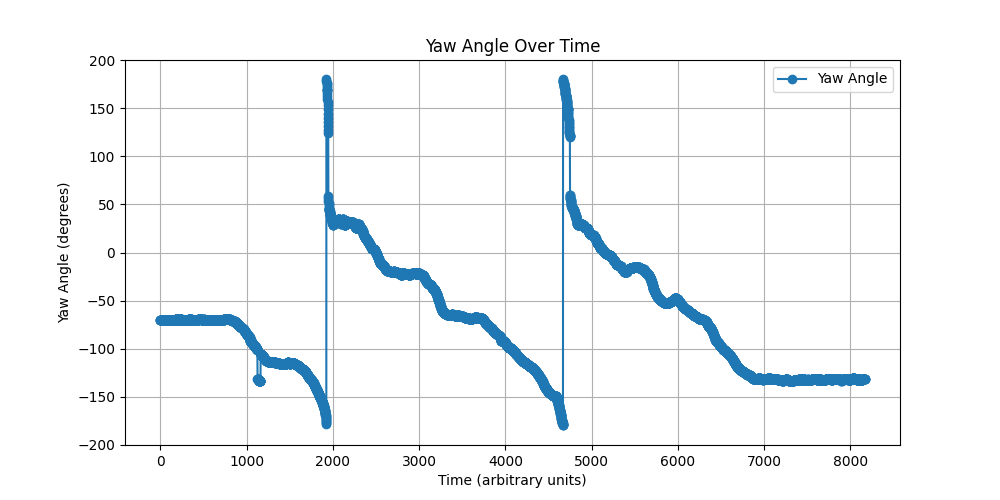 Yaw Angle Over Time
Yaw Angle
Yaw Angle (degrees)
200
150
100
50
0
−50
−100
−150
−200
0 1000 2000 3000 4000 5000 6000 7000 8000
Time (arbitrary units)